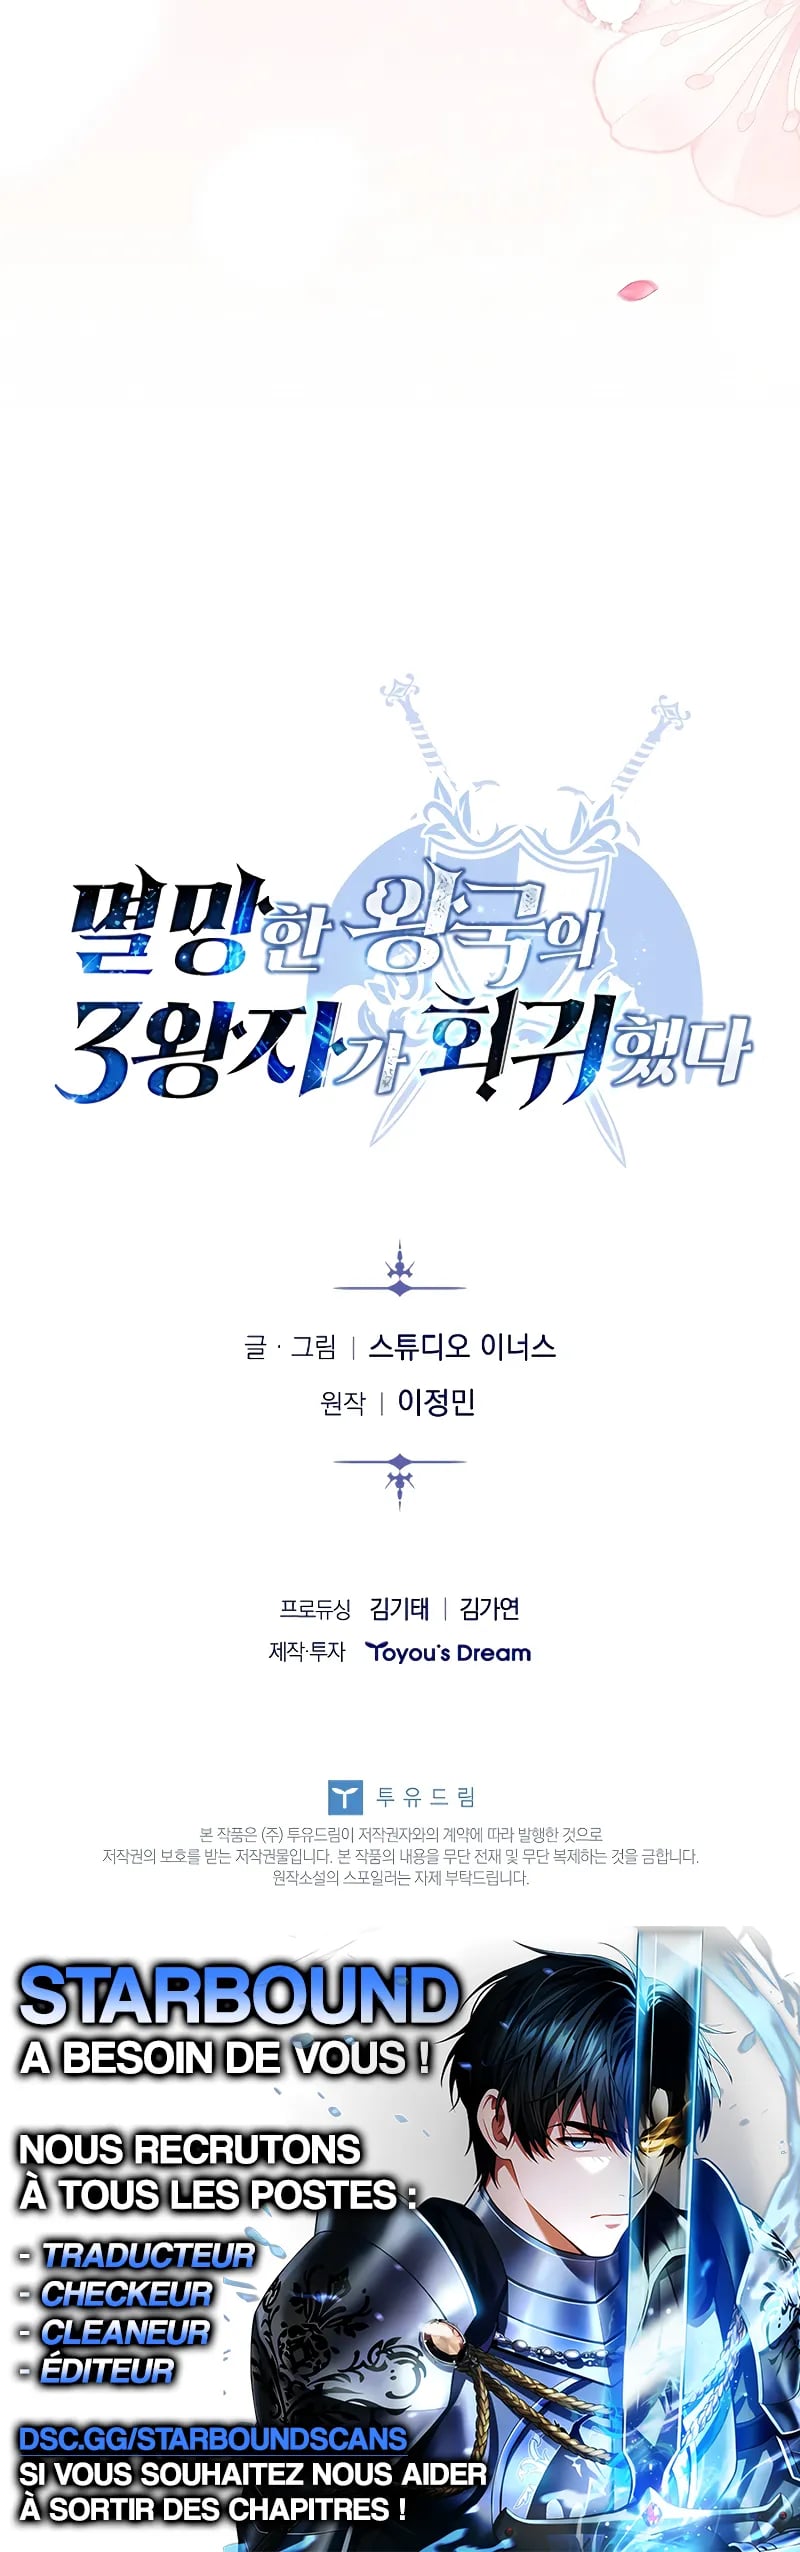 멸망한 왕국의
3왕자가 회귀했다
글 · 그림 | 스튜디오 이너스
원작 | 이정민
프로듀싱 김기태 | 김가연
제작·투자 Toyou's Dream
투유드림
본 작품은 (주) 투유드림이 저작권자와의 계약에 따라 발행한 것으로
저작권의 보호를 받는 저작권물입니다. 본 작품의 내용을 무단 전재 및 무단 복제하는 것을 금합니다.
원작소설의 스포일러는 자제 부탁드립니다.
STARBOUND
A BESOIN DE VOUS !
NOUS RECRUTONS
À TOUS LES POSTES :
- TRADUCTEUR
- CHECKEUR
- CLEANEUR
- ÉDITEUR
DSC.GG/STARBOUNDSCANS
SI VOUS SOUHAITEZ NOUS AIDER
À SORTIR DES CHAPITRES !